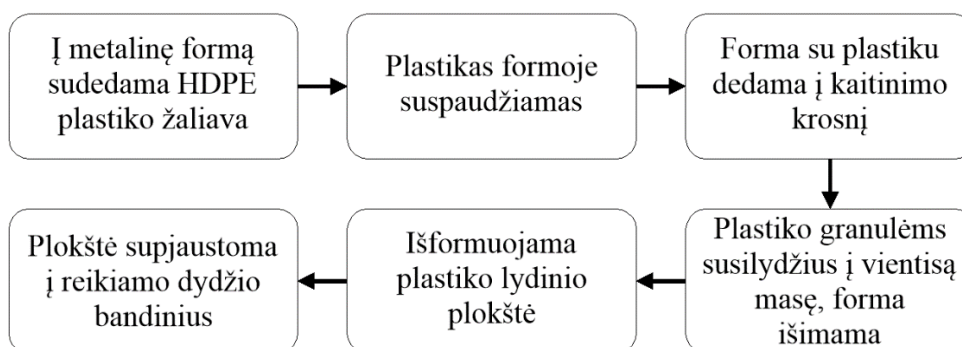 Į metalinę formą
sudedama HDPE
plastiko žaliava
Plastikas formoje
suspaudžiamas
Forma su plastiku
dedama į kaitinimo
krosnį
Plastiko granulėms
susilydžius į vientisą
masę, forma
išimama
Išformuojama
plastiko lydinio
plokštė
Plokštė supjaustoma
į reikiamo dydžio
bandinius